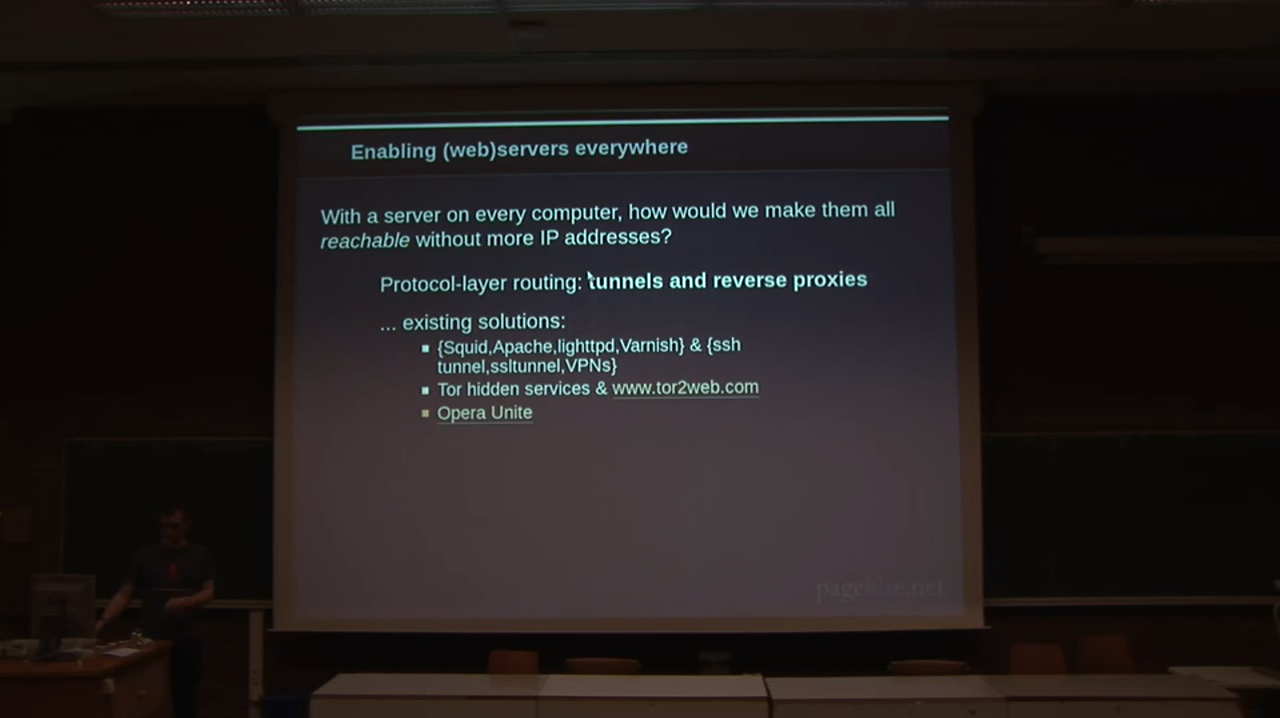 Enabling (web)servers everywhere
With a server on every computer, how would we make them all
reachable without more IP addresses?
Protocol-layer routing: tunnels and reverse proxies
... existing solutions:
{Squid,Apache,lighttpd,Varnish} & {ssh
tunnel,ssltunnel,VPNs}
Tor hidden services & www.tor2web.com
Opera Unite
pagekite.net